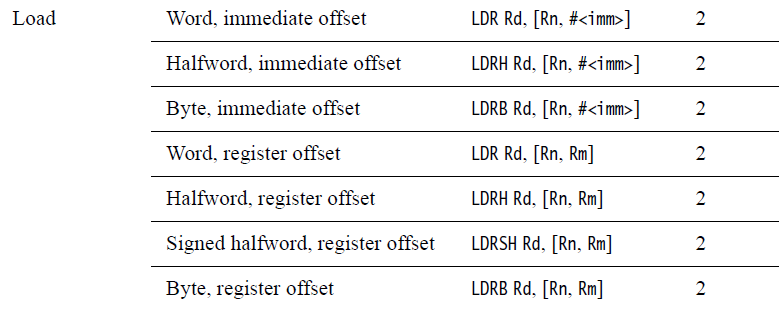 Load Word, immediate offset LDR Rd, [Rn, #<imm>] 2
Halfword, immediate offset LDRH Rd, [Rn, #<imm>] 2
Byte, immediate offset LDRB Rd, [Rn, #<imm>] 2
Word, register offset LDR Rd, [Rn, Rm] 2
Halfword, register offset LDRH Rd, [Rn, Rm] 2
Signed halfword, register offset LDRSH Rd, [Rn, Rm] 2
Byte, register offset LDRB Rd, [Rn, Rm] 2